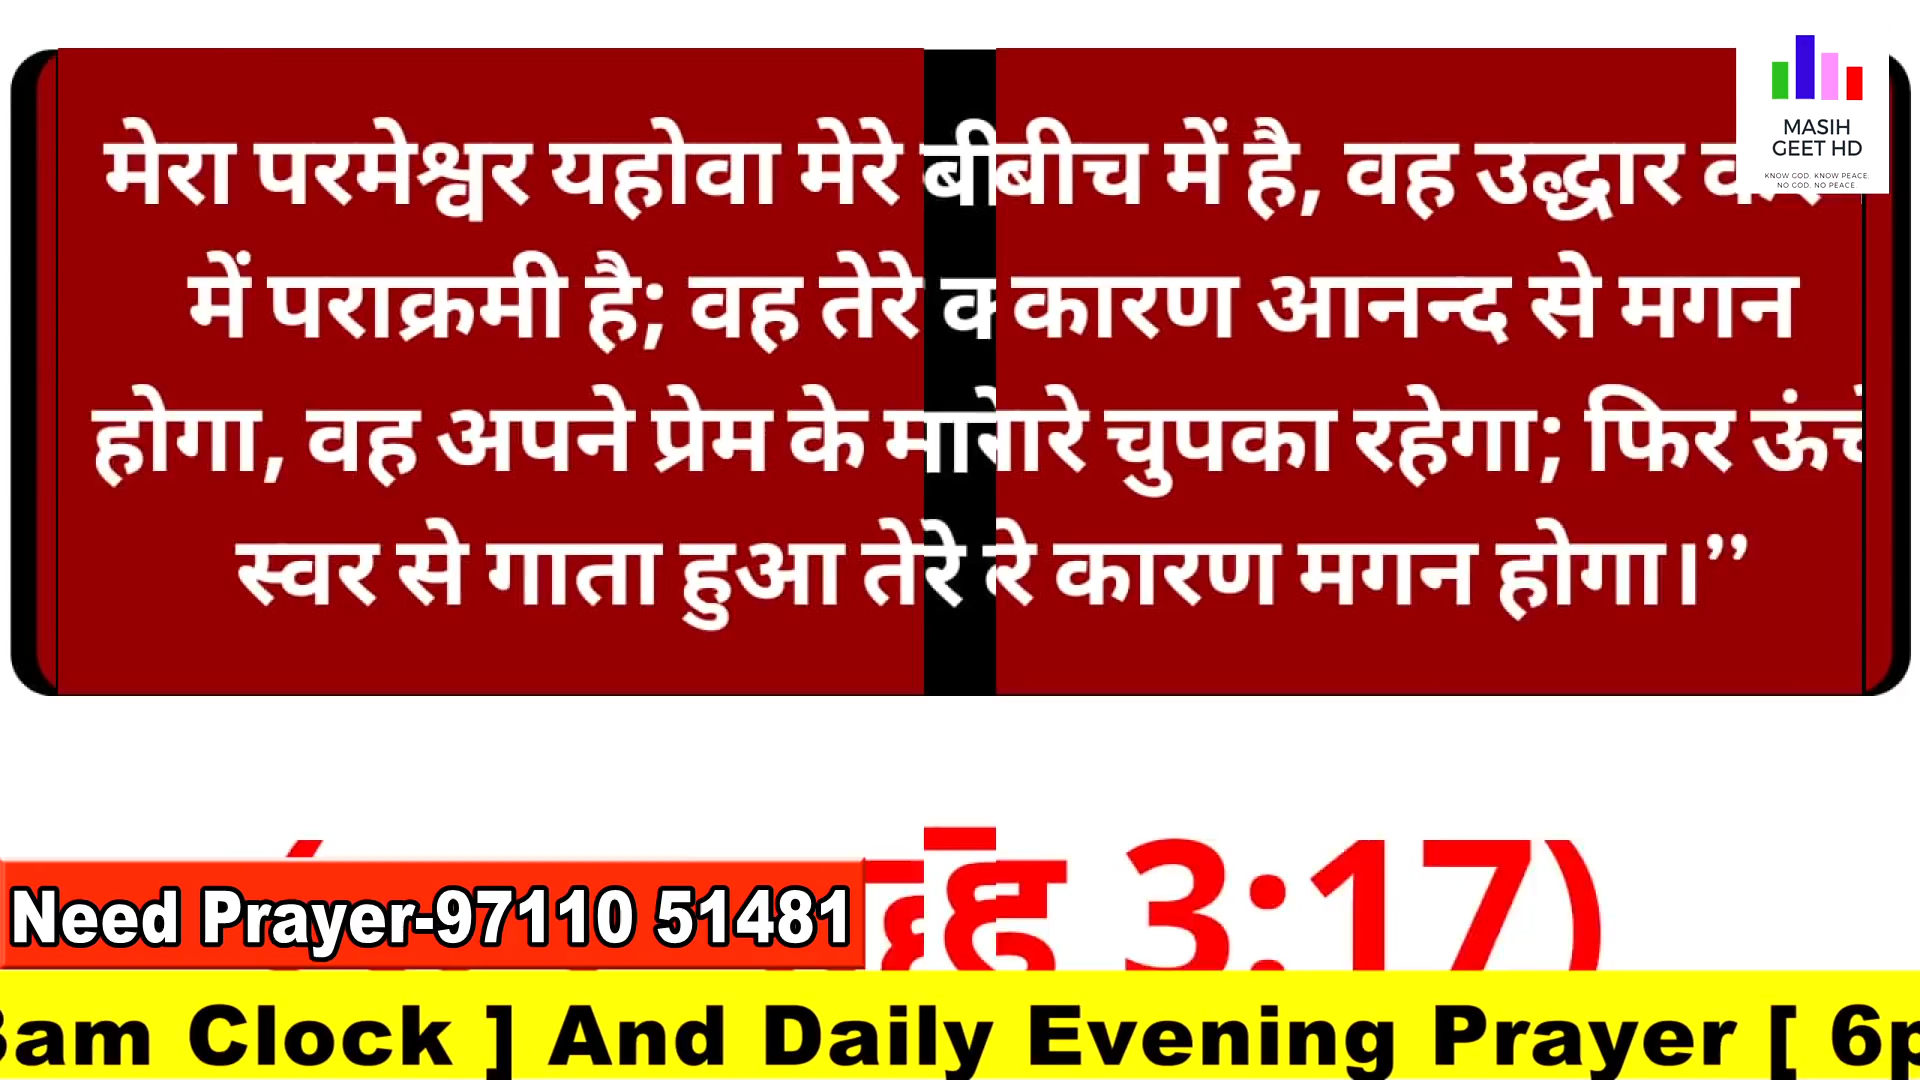 मेरा परमेश्वर यहोवा मेरे बीबीच में है, वह उद्धार
में पराक्रमी है; वह तेरे क कारण आनन्द से मगन
होगा, वह अपने प्रेम के मारेारे चुपका रहेगा; फिर ऊंचे
स्वर से गाता हुआ तेरे रे कारण मगन होगा।”
MASIH
GEET HD
KNOW GOD. KNOW PEACE.
NO GOD. NO PEACE.
3:17)
Need Prayer-97110 51481
3am Clock ] And Daily Evening Prayer [ 6p